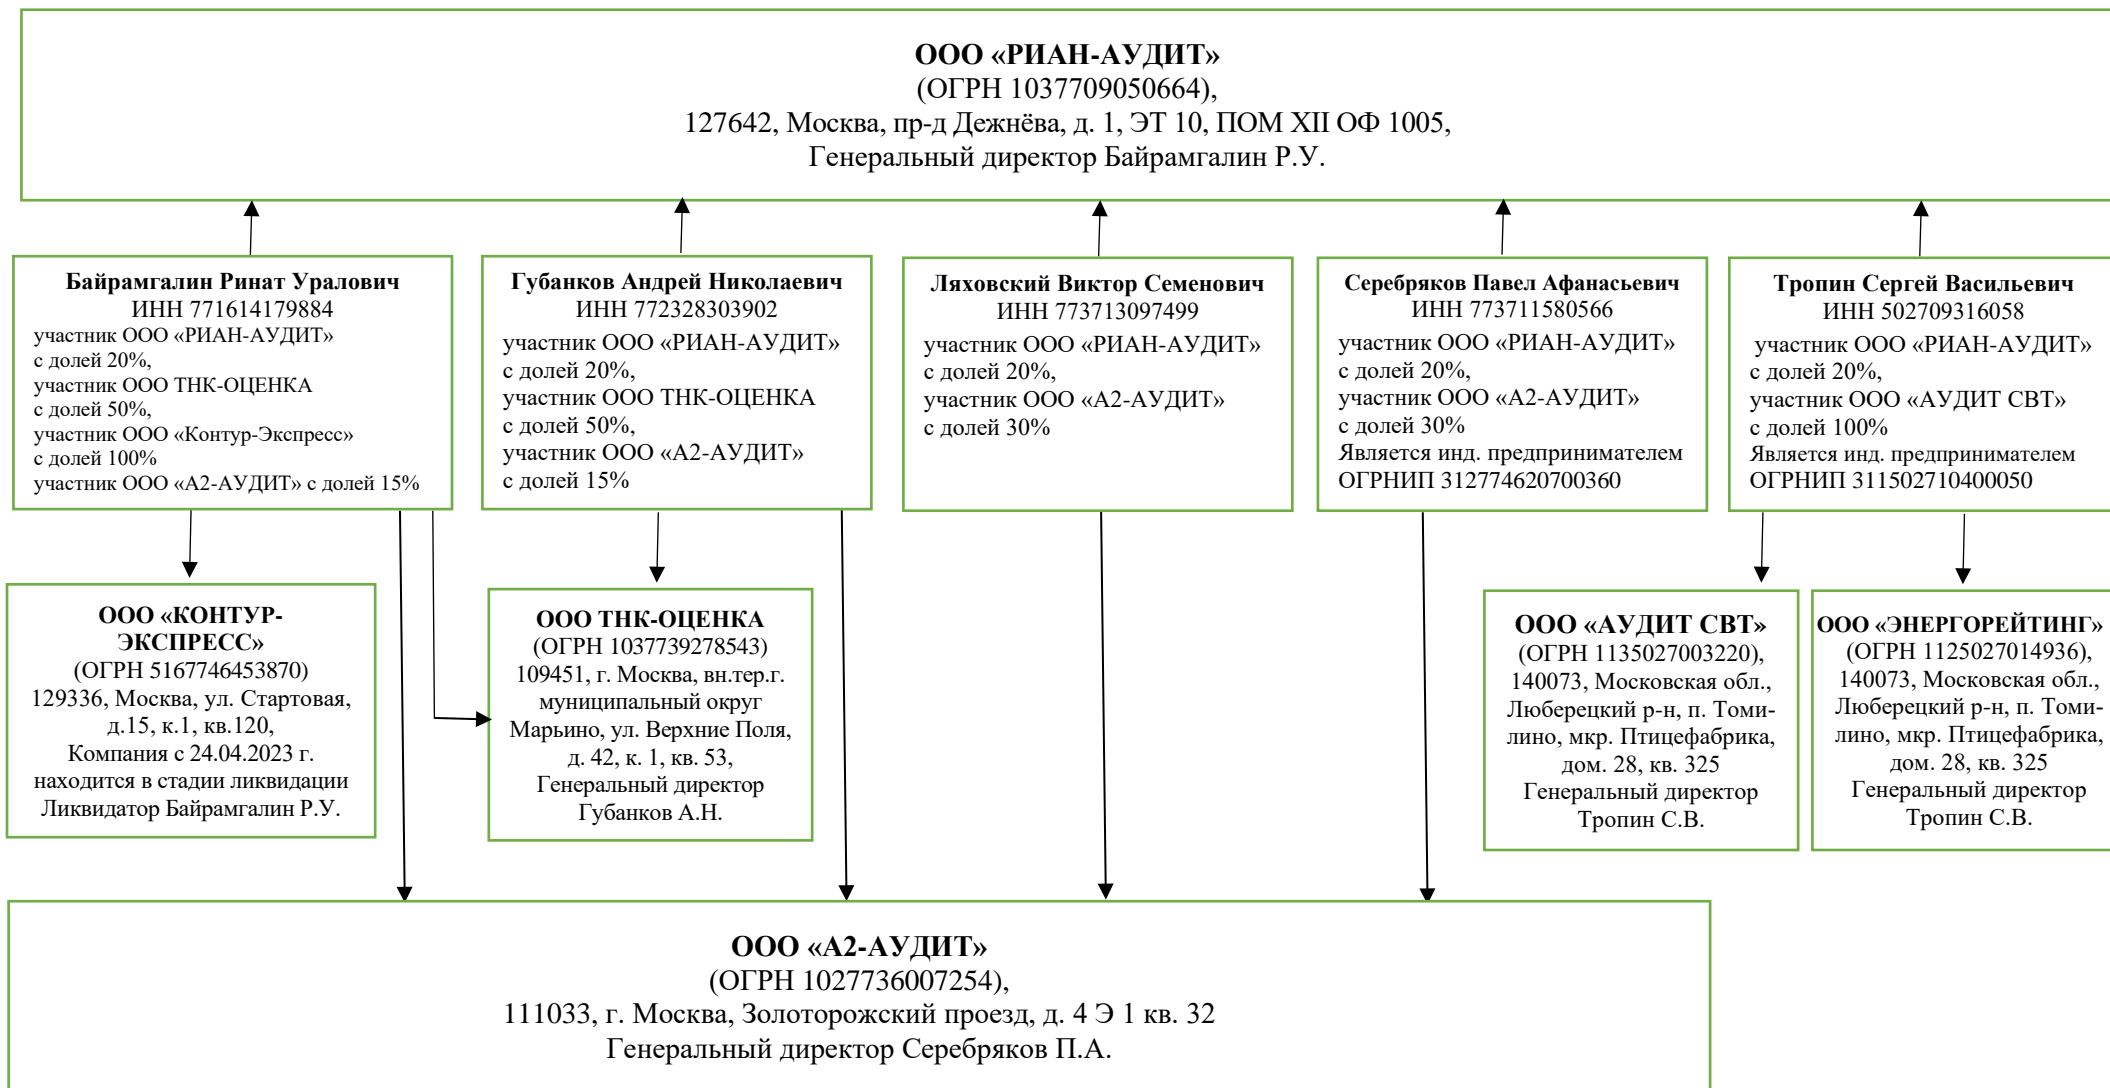 ООО «РИАН-АУДИТ»
(ОГРН 1037709050664),
127642, Москва, пр-д Дежнёва, д. 1, ЭТ 10, ПОМ XII ОФ 1005,
Генеральный директор Байрамгалин Р.У.
Байрамгалин Ринат Уралович
ИНН 771614179884
участник ООО «РИАН-АУДИТ»
с долей 20%,
участник ООО ТНК-ОЦЕНКА
с долей 50%,
участник ООО «Контур-Экспресс»
с долей 100%
участник ООО «А2-АУДИТ» с долей 15%
Губанков Андрей Николаевич
ИНН 772328303902
участник ООО «РИАН-АУДИТ»
с долей 20%,
участник ООО ТНК-ОЦЕНКА
с долей 50%,
участник ООО «А2-АУДИТ»
с долей 15%
Ляховский Виктор Семенович
ИНН 773713097499
участник ООО «РИАН-АУДИТ»
с долей 20%,
участник ООО «А2-АУДИТ»
с долей 30%
Серебряков Павел Афанасьевич
ИНН 773711580566
участник ООО «РИАН-АУДИТ»
с долей 20%,
участник ООО «А2-АУДИТ»
с долей 30%
Является инд. предпринимателем
ОГРНИП 312774620700360
Тропин Сергей Васильевич
ИНН 502709316058
участник ООО «РИАН-АУДИТ»
с долей 20%,
участник ООО «АУДИТ СВТ»
с долей 100%
Является инд. предпринимателем
ОГРНИП 311502710400050
ООО «КОНТУР-
ЭКСПРЕСС»
(ОГРН 5167746453870)
129336, Москва, ул. Стартовая,
д.15, к.1, кв.120,
Компания с 24.04.2023 г.
находится в стадии ликвидации
Ликвидатор Байрамгалин Р.У.
ООО ТНК-ОЦЕНКА
(ОГРН 1037739278543)
109451, г. Москва, вн.тер.г.
муниципальный округ
Марьино, ул. Верхние Поля,
д. 42, к. 1, кв. 53,
Генеральный директор
Губанков А.Н.
ООО «АУДИТ СВТ»
(ОГРН 1135027003220),
140073, Московская обл.,
Люберецкий р-н, п. Томи-
лино, мкр. Птицефабрика,
дом. 28, кв. 325
Генеральный директор
Тропин С.В.
ООО «ЭНЕРГОРЕЙТИНГ»
(ОГРН 1125027014936),
140073, Московская обл.,
Люберецкий р-н, п. Томи-
лино, мкр. Птицефабрика,
дом. 28, кв. 325
Генеральный директор
Тропин С.В.
ООО «А2-АУДИТ»
(ОГРН 1027736007254),
111033, г. Москва, Золоторожский проезд, д. 4 Э 1 кв. 32
Генеральный директор Серебряков П.А.